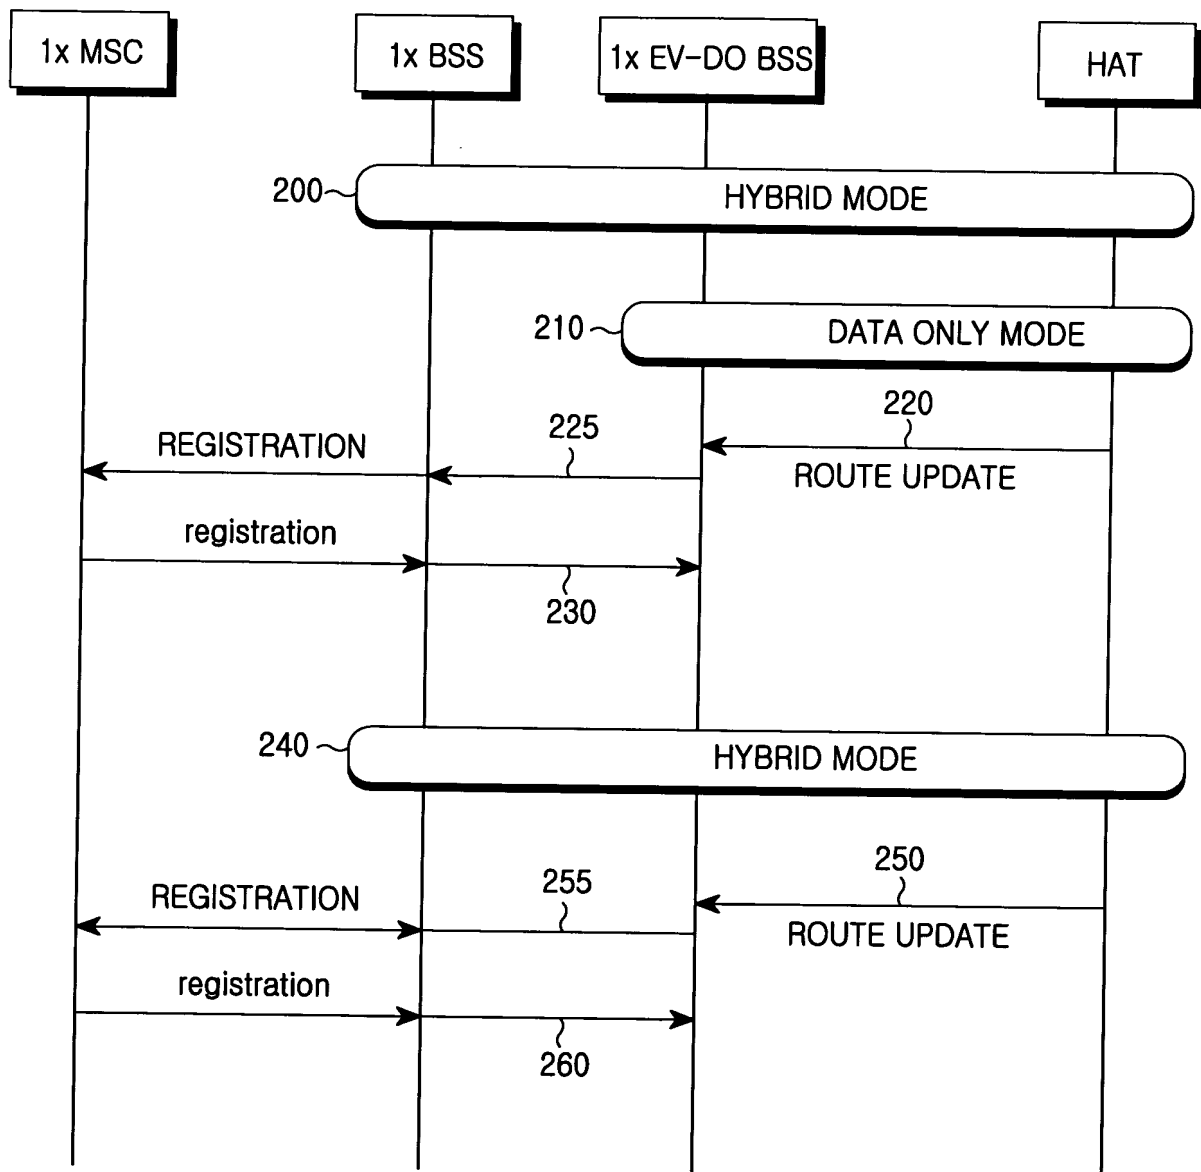 1x MSC
1x BSS
1x EV-DO BSS
HAT
200
HYBRID MODE
210
DATA ONLY MODE
220
REGISTRATION
225
ROUTE UPDATE
registration
230
240
HYBRID MODE
250
REGISTRATION
255
ROUTE UPDATE
registration
260